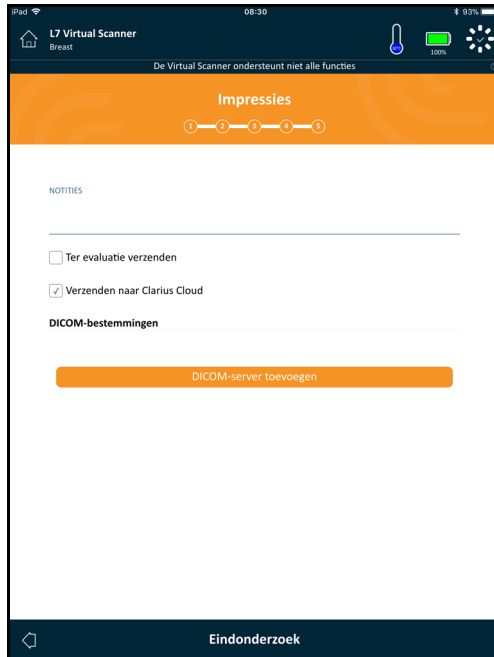 iPad 08:30 93%
L7 Virtual Scanner
Breast
100%
De Virtual Scanner ondersteunt niet alle functies
Impressies
1 2 3 4 5
NOTITIES
Ter evaluatie verzenden
Verzenden naar Clarius Cloud
DICOM-bestemmingen
DICOM-server toevoegen
Eindonderzoek